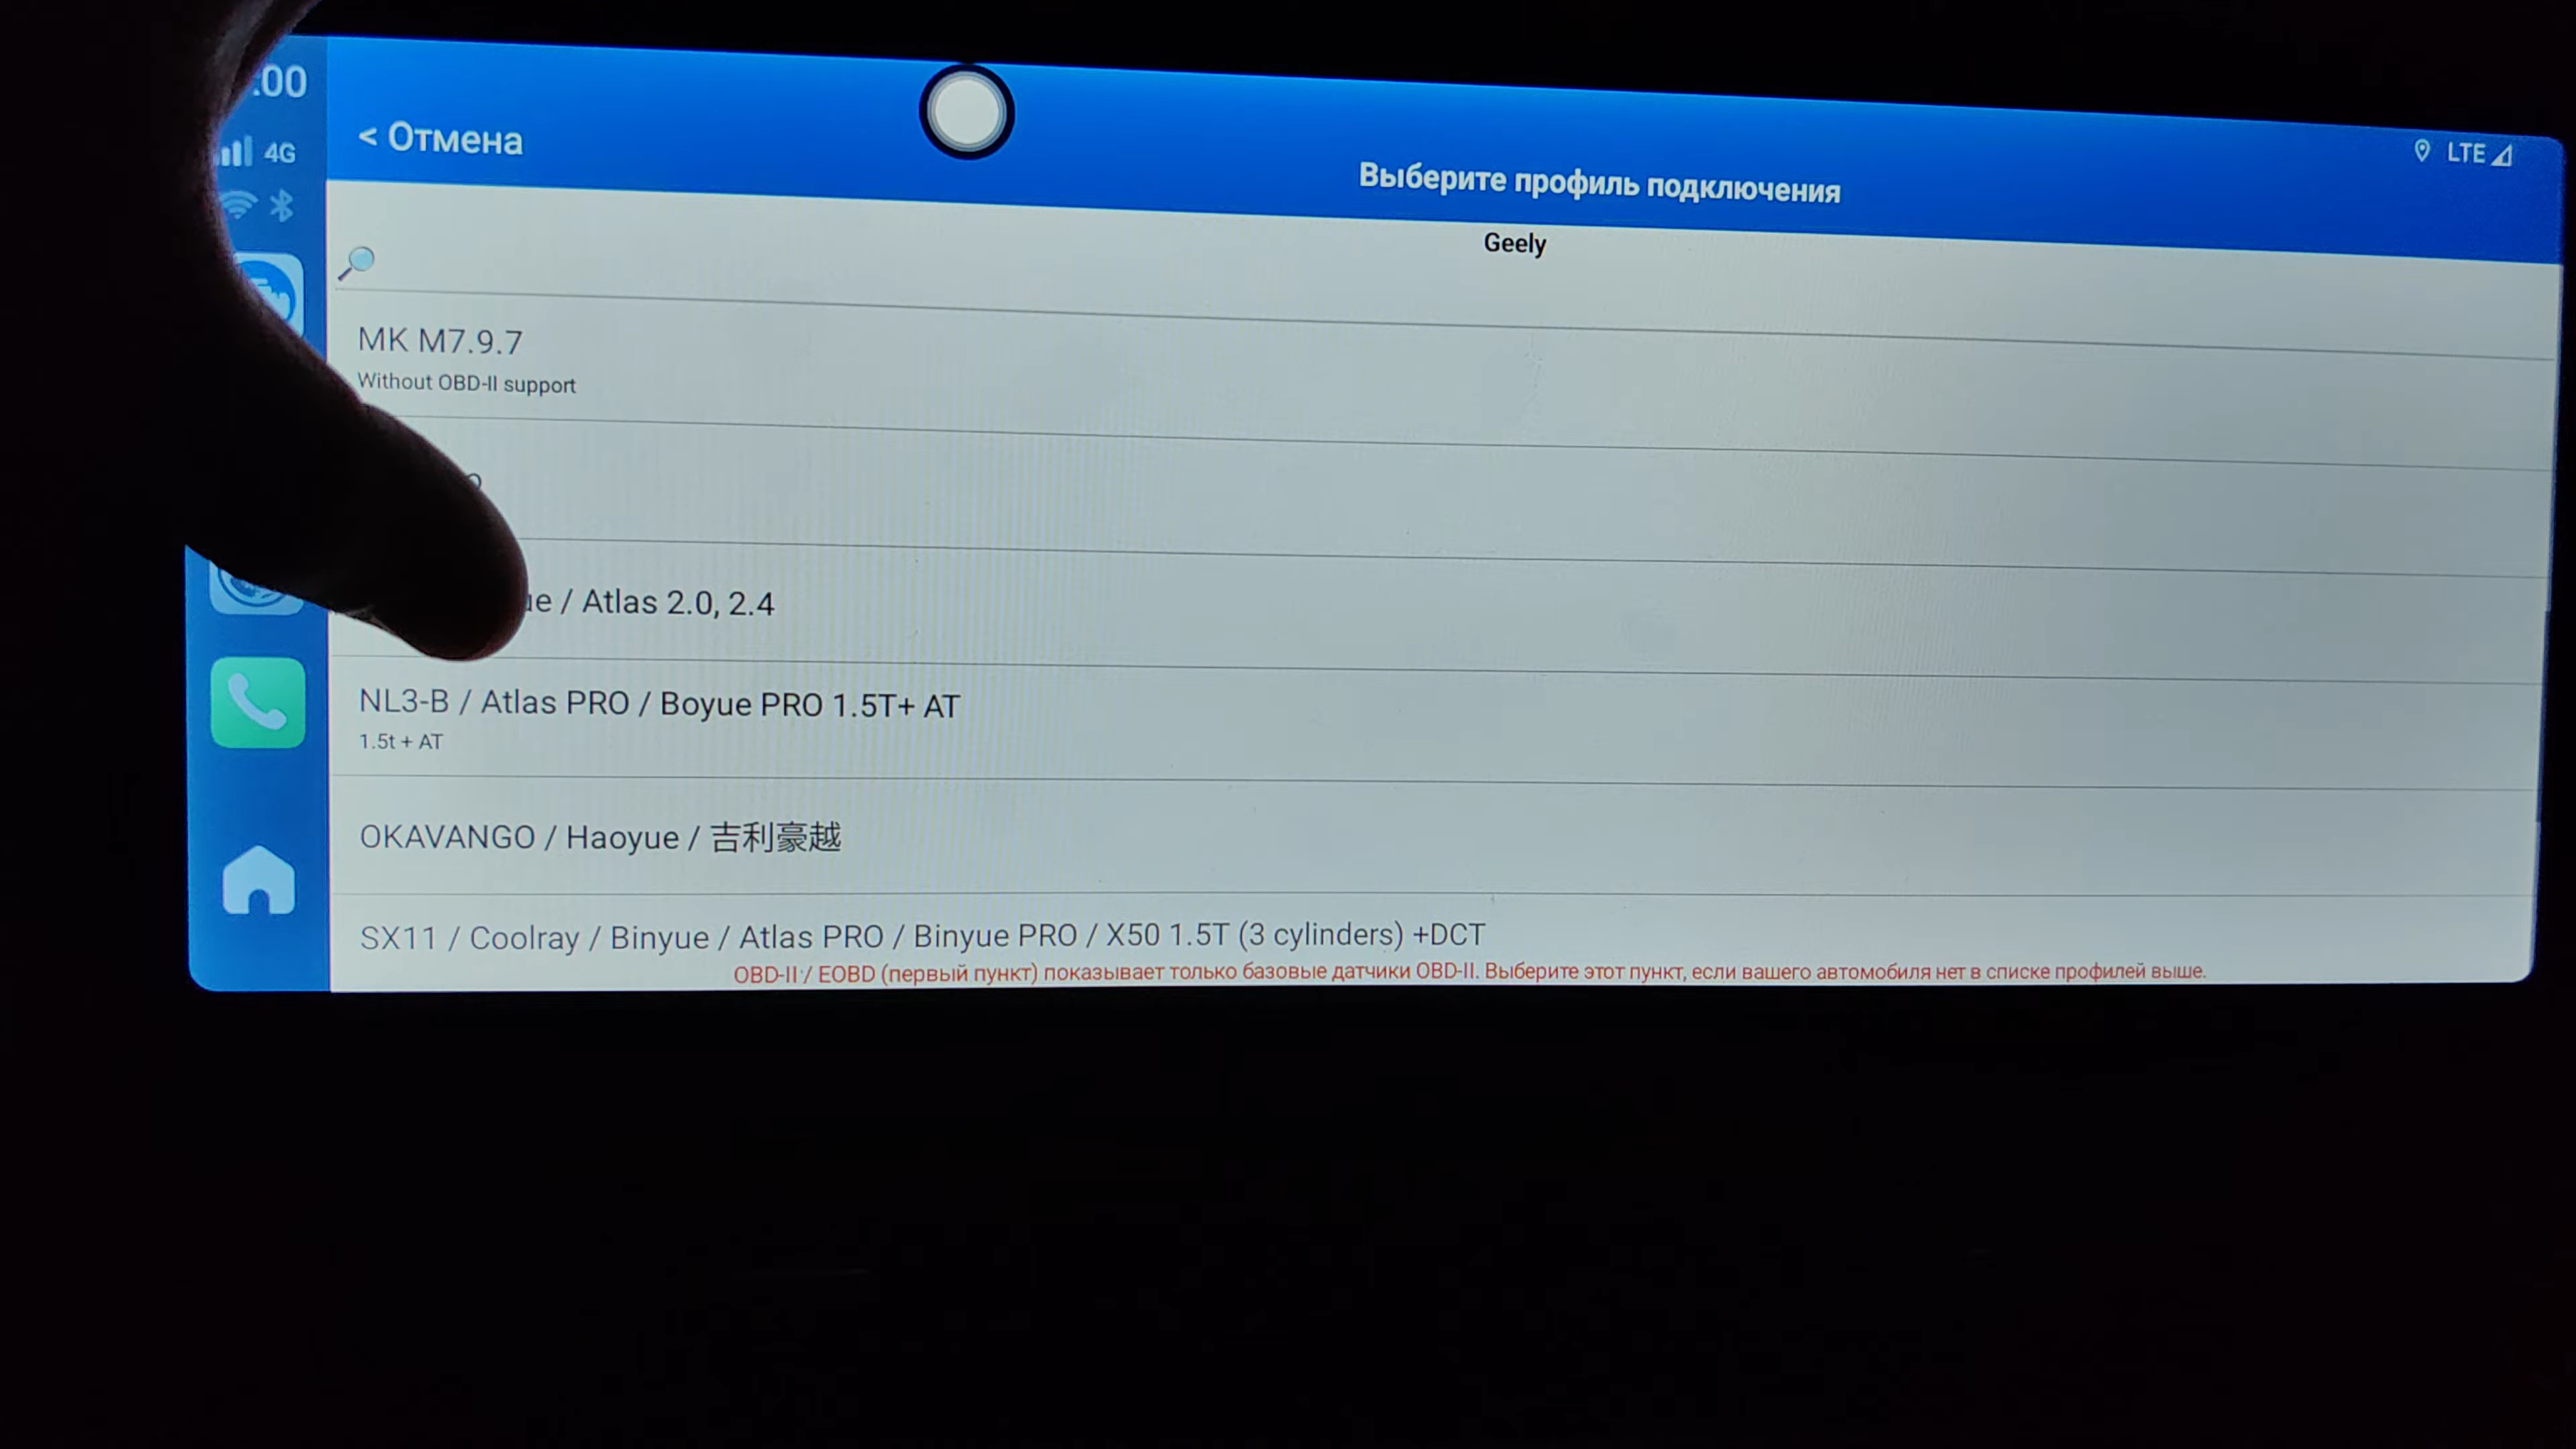 :00
4G
< Отмена
Выберите профиль подключения
LTE
Geely
MK M7.9.7
Without OBD-II support
/ Atlas 2.0, 2.4
NL3-B / Atlas PRO / Boyue PRO 1.5T+ AT
1.5t + AT
OKAVANGO / Haoyue / 吉利豪越
SX11 / Coolray / Binyue / Atlas PRO / Binyue PRO / X50 1.5T (3 cylinders) +DCT
OBD-II / EOBD (первый пункт) показывает только базовые датчики OBD-II. Выберите этот пункт, если вашего автомобиля нет в списке профилей выше.